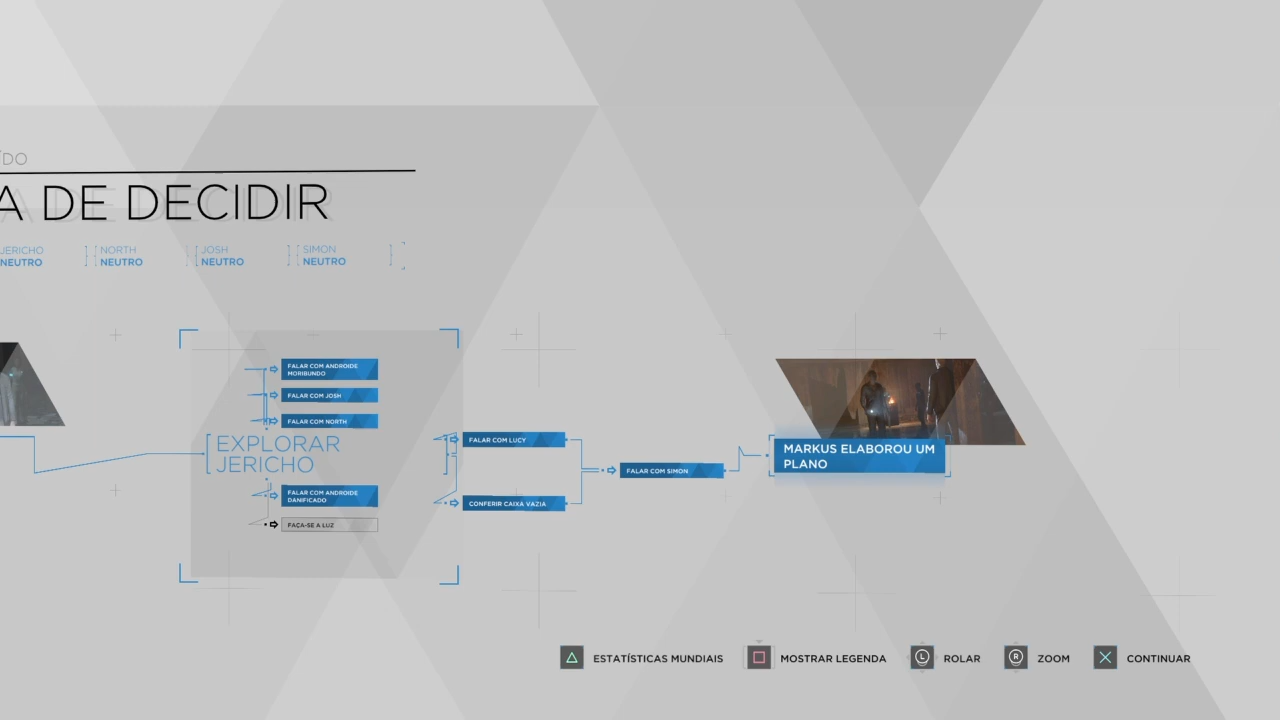 ÍDO
A DE DECIDIR
JERICHO
NEUTRO
NORTH
NEUTRO
JOSH
NEUTRO
SIMON
NEUTRO
FALAR COM ANDROIDE
MORIBUNDO
FALAR COM JOSH
FALAR COM NORTH
EXPLORAR
JERICHO
FALAR COM ANDROIDE
DANIFICADO
FAÇA-SE A LUZ
FALAR COM LUCY
CONFERIR CAIXA VAZIA
FALAR COM SIMON
MARKUS ELABOROU UM
PLANO
ESTATÍSTICAS MUNDIAIS
MOSTRAR LEGENDA
L ROLAR
R ZOOM
CONTINUAR